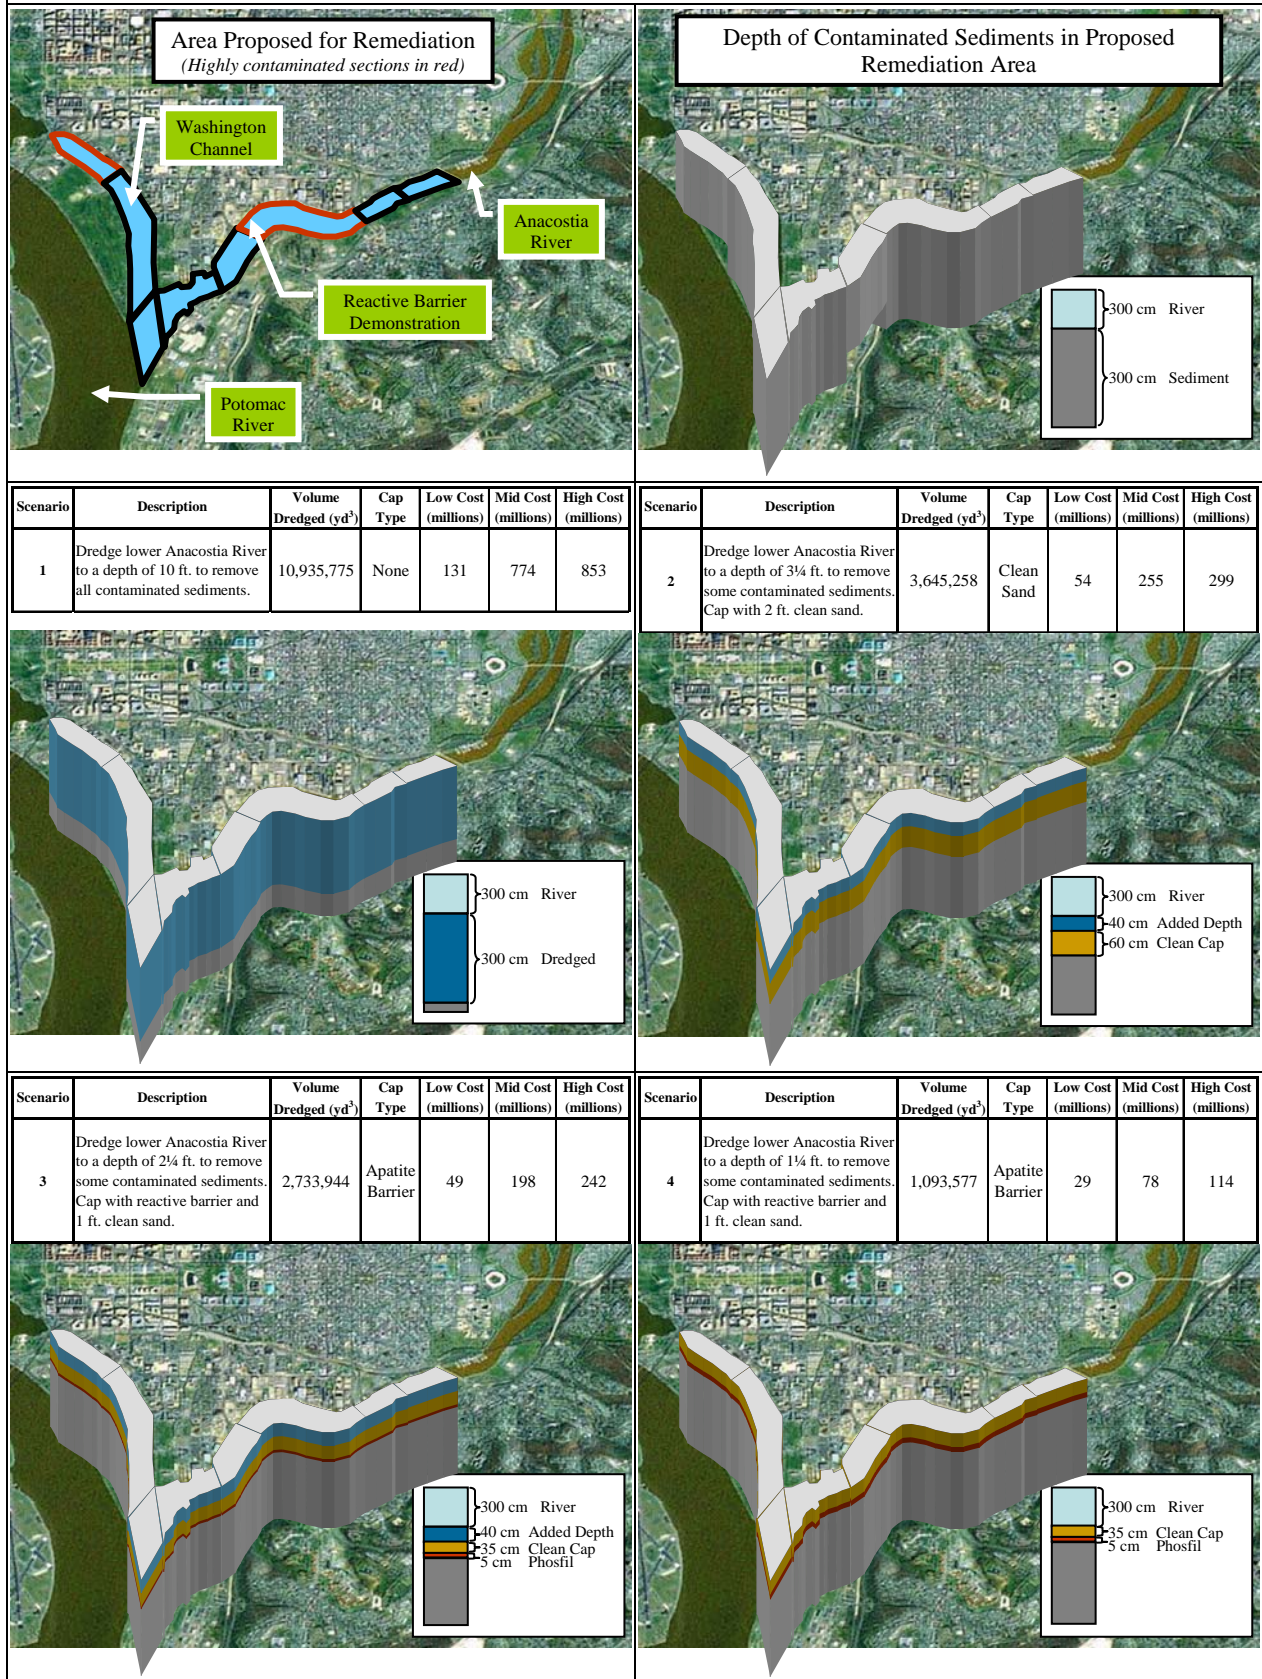 Area Proposed for Remediation
(Highly contaminated sections in red)
Washington
Channel
Anacostia
River
Reactive Barrier
Demonstration
Potomac
River
Depth of Contaminated Sediments in Proposed
Remediation Area
300 cm River
300 cm Sediment
Scenario Description Volume Dredged (yd³) Cap Type Low Cost (millions) Mid Cost (millions) High Cost (millions)
Dredge lower Anacostia River
1 to a depth of 10 ft. to remove 10,935,775 None 131 774 853
all contaminated sediments.
300 cm River
300 cm Dredged
Scenario Description Volume Dredged (yd³) Cap Type Low Cost (millions) Mid Cost (millions) High Cost (millions)
Dredge lower Anacostia River
to a depth of 3¼ ft. to remove
2 some contaminated sediments. 3,645,258 Clean Sand 54 255 299
Cap with 2 ft. clean sand.
300 cm River
40 cm Added Depth
60 cm Clean Cap
Scenario Description Volume Dredged (yd³) Cap Type Low Cost (millions) Mid Cost (millions) High Cost (millions)
Dredge lower Anacostia River
to a depth of 2¼ ft. to remove
3 some contaminated sediments. 2,733,944 Apatite Barrier 49 198 242
Cap with reactive barrier and
1 ft. clean sand.
300 cm River
40 cm Added Depth
35 cm Clean Cap
5 cm Phosfil
Scenario Description Volume Dredged (yd³) Cap Type Low Cost (millions) Mid Cost (millions) High Cost (millions)
Dredge lower Anacostia River
to a depth of 1¼ ft. to remove
4 some contaminated sediments. 1,093,577 Apatite Barrier 29 78 114
Cap with reactive barrier and
1 ft. clean sand.
300 cm River
35 cm Clean Cap
5 cm Phosfil